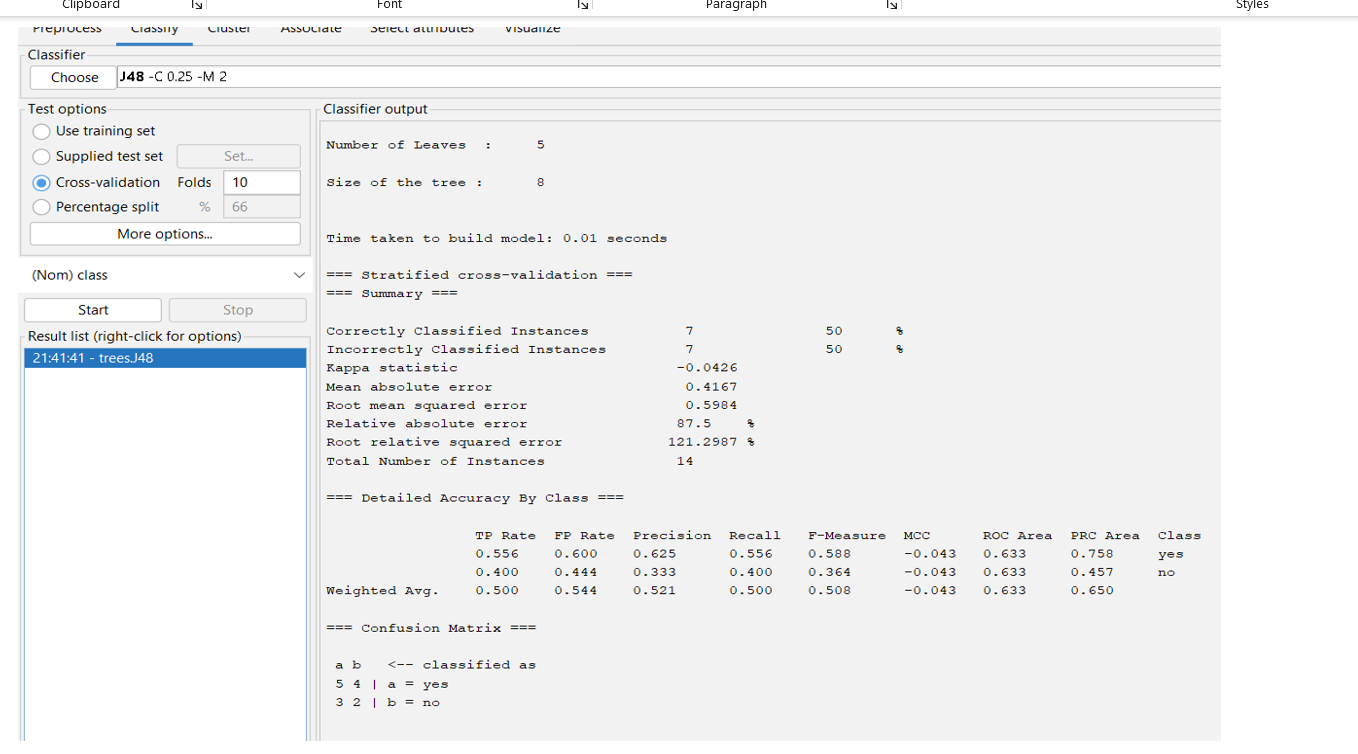 Clipboard Font Paragraph Styles
Preprocess Classify Cluster Associate Select attributes Visualize
Classifier
Choose J48 -C 0.25 -M 2
Test options
Use training set
Supplied test set Set...
Cross-validation Folds 10
Percentage split % 66
More options...
(Nom) class
Start Stop
Result list (right-click for options)
21:41:41 - trees.J48
Classifier output
Number of Leaves : 5
Size of the tree : 8
Time taken to build model: 0.01 seconds
=== Stratified cross-validation ===
=== Summary ===
Correctly Classified Instances 7 50 %
Incorrectly Classified Instances 7 50 %
Kappa statistic -0.0426
Mean absolute error 0.4167
Root mean squared error 0.5984
Relative absolute error 87.5 %
Root relative squared error 121.2987 %
Total Number of Instances 14
=== Detailed Accuracy By Class ===
TP Rate FP Rate Precision Recall F-Measure MCC ROC Area PRC Area Class
0.556 0.600 0.625 0.556 0.588 -0.043 0.633 0.758 yes
0.400 0.444 0.333 0.400 0.364 -0.043 0.633 0.457 no
Weighted Avg. 0.500 0.544 0.521 0.500 0.508 -0.043 0.633 0.650
=== Confusion Matrix ===
a b <-- classified as
5 4 | a = yes
3 2 | b = no